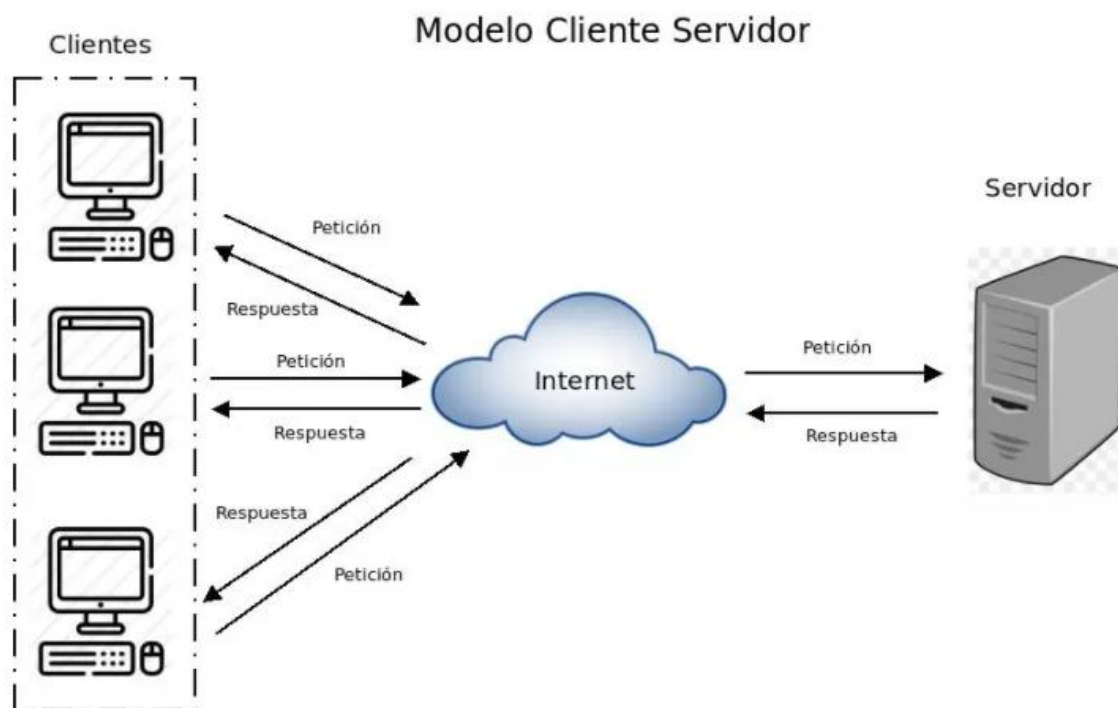 Modelo Cliente Servidor
Clientes
Servidor
Petición
Respuesta
Petición
Internet
Petición
Respuesta
Respuesta
Respuesta
Petición